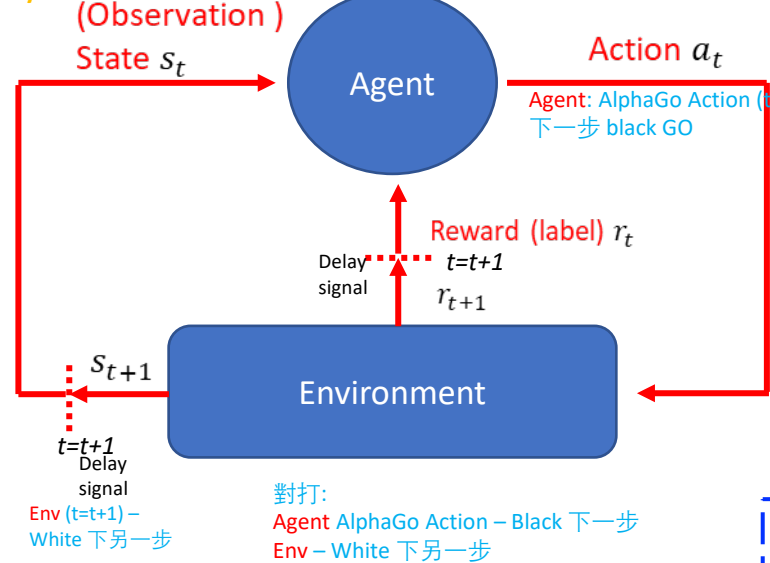 (Observation )
State s_t
Agent
Action a_t
Agent: AlphaGo Action (t
下一步 black GO
Reward (label) r_t
Delay
signal
t=t+1
r_{t+1}
s_{t+1}
Environment
t=t+1
Delay
signal
Env (t=t+1) –
White 下另一步
對打:
Agent AlphaGo Action – Black 下一步
Env – White 下另一步